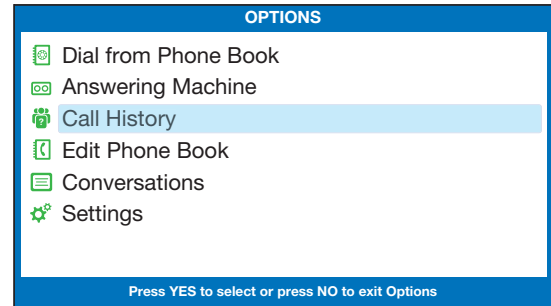 OPTIONS
Dial from Phone Book
Answering Machine
Call History
Edit Phone Book
Conversations
Settings
Press YES to select or press NO to exit Options